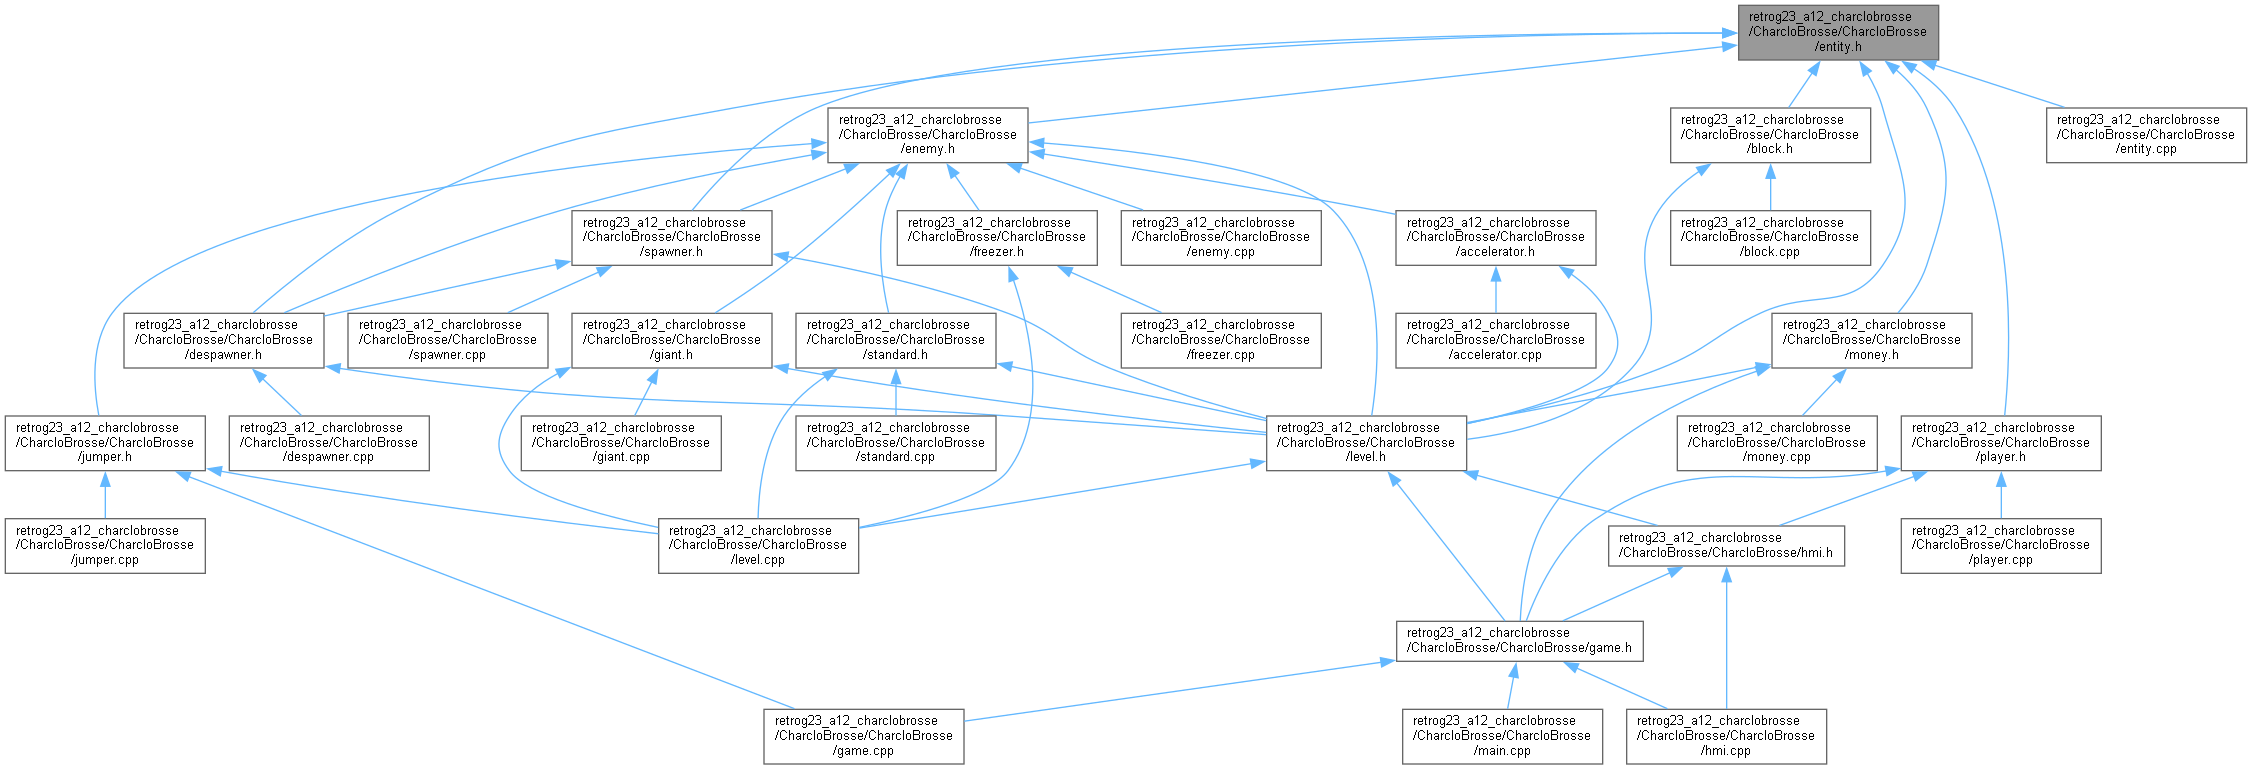 retrog23_a12_charclobrosse
/CharcloBrosse/CharcloBrosse
/entity.h
retrog23_a12_charclobrosse
/CharcloBrosse/CharcloBrosse
/enemy.h
retrog23_a12_charclobrosse
/CharcloBrosse/CharcloBrosse
/block.h
retrog23_a12_charclobrosse
/CharcloBrosse/CharcloBrosse
/entity.cpp
retrog23_a12_charclobrosse
/CharcloBrosse/CharcloBrosse
/spawner.h
retrog23_a12_charclobrosse
/CharcloBrosse/CharcloBrosse
/freezer.h
retrog23_a12_charclobrosse
/CharcloBrosse/CharcloBrosse
/enemy.cpp
retrog23_a12_charclobrosse
/CharcloBrosse/CharcloBrosse
/accelerator.h
retrog23_a12_charclobrosse
/CharcloBrosse/CharcloBrosse
/block.cpp
retrog23_a12_charclobrosse
/CharcloBrosse/CharcloBrosse
/despawner.h
retrog23_a12_charclobrosse
/CharcloBrosse/CharcloBrosse
/spawner.cpp
retrog23_a12_charclobrosse
/CharcloBrosse/CharcloBrosse
/giant.h
retrog23_a12_charclobrosse
/CharcloBrosse/CharcloBrosse
/standard.h
retrog23_a12_charclobrosse
/CharcloBrosse/CharcloBrosse
/freezer.cpp
retrog23_a12_charclobrosse
/CharcloBrosse/CharcloBrosse
/accelerator.cpp
retrog23_a12_charclobrosse
/CharcloBrosse/CharcloBrosse
/money.h
retrog23_a12_charclobrosse
/CharcloBrosse/CharcloBrosse
/jumper.h
retrog23_a12_charclobrosse
/CharcloBrosse/CharcloBrosse
/despawner.cpp
retrog23_a12_charclobrosse
/CharcloBrosse/CharcloBrosse
/giant.cpp
retrog23_a12_charclobrosse
/CharcloBrosse/CharcloBrosse
/standard.cpp
retrog23_a12_charclobrosse
/CharcloBrosse/CharcloBrosse
/level.h
retrog23_a12_charclobrosse
/CharcloBrosse/CharcloBrosse
/money.cpp
retrog23_a12_charclobrosse
/CharcloBrosse/CharcloBrosse
/player.h
retrog23_a12_charclobrosse
/CharcloBrosse/CharcloBrosse
/jumper.cpp
retrog23_a12_charclobrosse
/CharcloBrosse/CharcloBrosse
/level.cpp
retrog23_a12_charclobrosse
/CharcloBrosse/CharcloBrosse/hmi.h
retrog23_a12_charclobrosse
/CharcloBrosse/CharcloBrosse
/player.cpp
retrog23_a12_charclobrosse
/CharcloBrosse/CharcloBrosse/game.h
retrog23_a12_charclobrosse
/CharcloBrosse/CharcloBrosse
/game.cpp
retrog23_a12_charclobrosse
/CharcloBrosse/CharcloBrosse
/main.cpp
retrog23_a12_charclobrosse
/CharcloBrosse/CharcloBrosse
/hmi.cpp